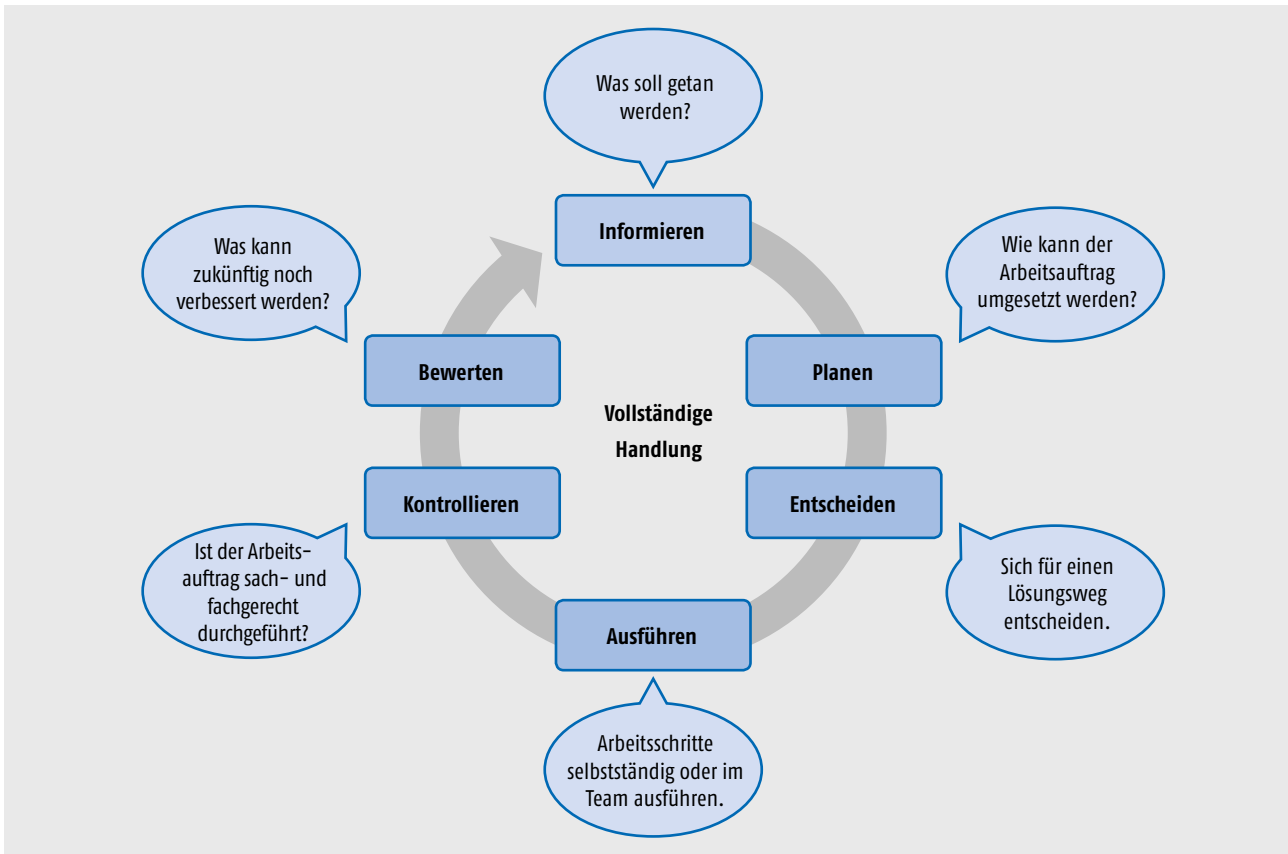 Was soll getan
werden?
Informieren
Wie kann der
Arbeitsauftrag
umgesetzt werden?
Planen
Entscheiden
Sich für einen
Lösungsweg
entscheiden.
Ausführen
Arbeitsschritte
selbstständig oder im
Team ausführen.
Kontrollieren
Ist der Arbeits-
auftrag sach- und
fachgerecht
durchgeführt?
Bewerten
Was kann
zukünftig noch
verbessert werden?
Vollständige
Handlung